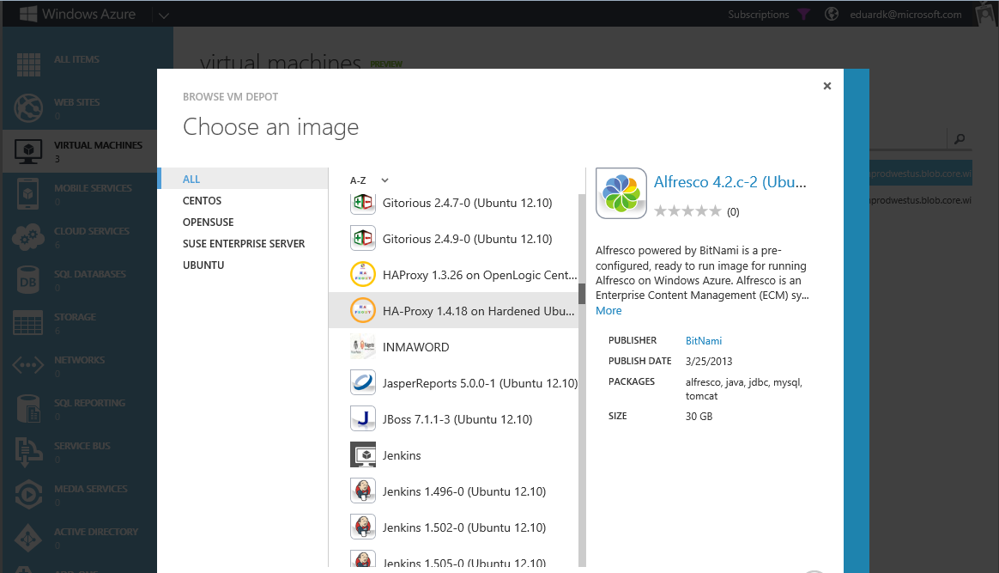 Windows Azure
Subscriptions
eduardk@microsoft.com
ALL ITEMS
WEB SITES
0
VIRTUAL MACHINES
3
MOBILE SERVICES
0
CLOUD SERVICES
6
SQL DATABASES
0
STORAGE
6
NETWORKS
0
SQL REPORTING
0
SERVICE BUS
0
MEDIA SERVICES
0
ACTIVE DIRECTORY
0
virtual machines PREVIEW
prodwestus.blob.core.wi
prodwestus.blob.core.wi
BROWSE VM DEPOT
Choose an image
ALL
CENTOS
OPENSUSE
SUSE ENTERPRISE SERVER
UBUNTU
A-Z
Gitorious 2.4.7-0 (Ubuntu 12.10)
Gitorious 2.4.9-0 (Ubuntu 12.10)
HAProxy 1.3.26 on OpenLogic Cent...
HA-Proxy 1.4.18 on Hardened Ubu...
INMAWORD
JasperReports 5.0.0-1 (Ubuntu 12.10)
JBoss 7.1.1-3 (Ubuntu 12.10)
Jenkins
Jenkins 1.496-0 (Ubuntu 12.10)
Jenkins 1.502-0 (Ubuntu 12.10)
Jenkins 1.505-0 (Ubuntu 12.10)
Alfresco 4.2.c-2 (Ubu...
(0)
Alfresco powered by BitNami is a pre-
configured, ready to run image for running
Alfresco on Windows Azure. Alfresco is an
Enterprise Content Management (ECM) sy...
More
PUBLISHER BitNami
PUBLISH DATE 3/25/2013
PACKAGES alfresco, java, jdbc, mysql,
tomcat
SIZE 30 GB